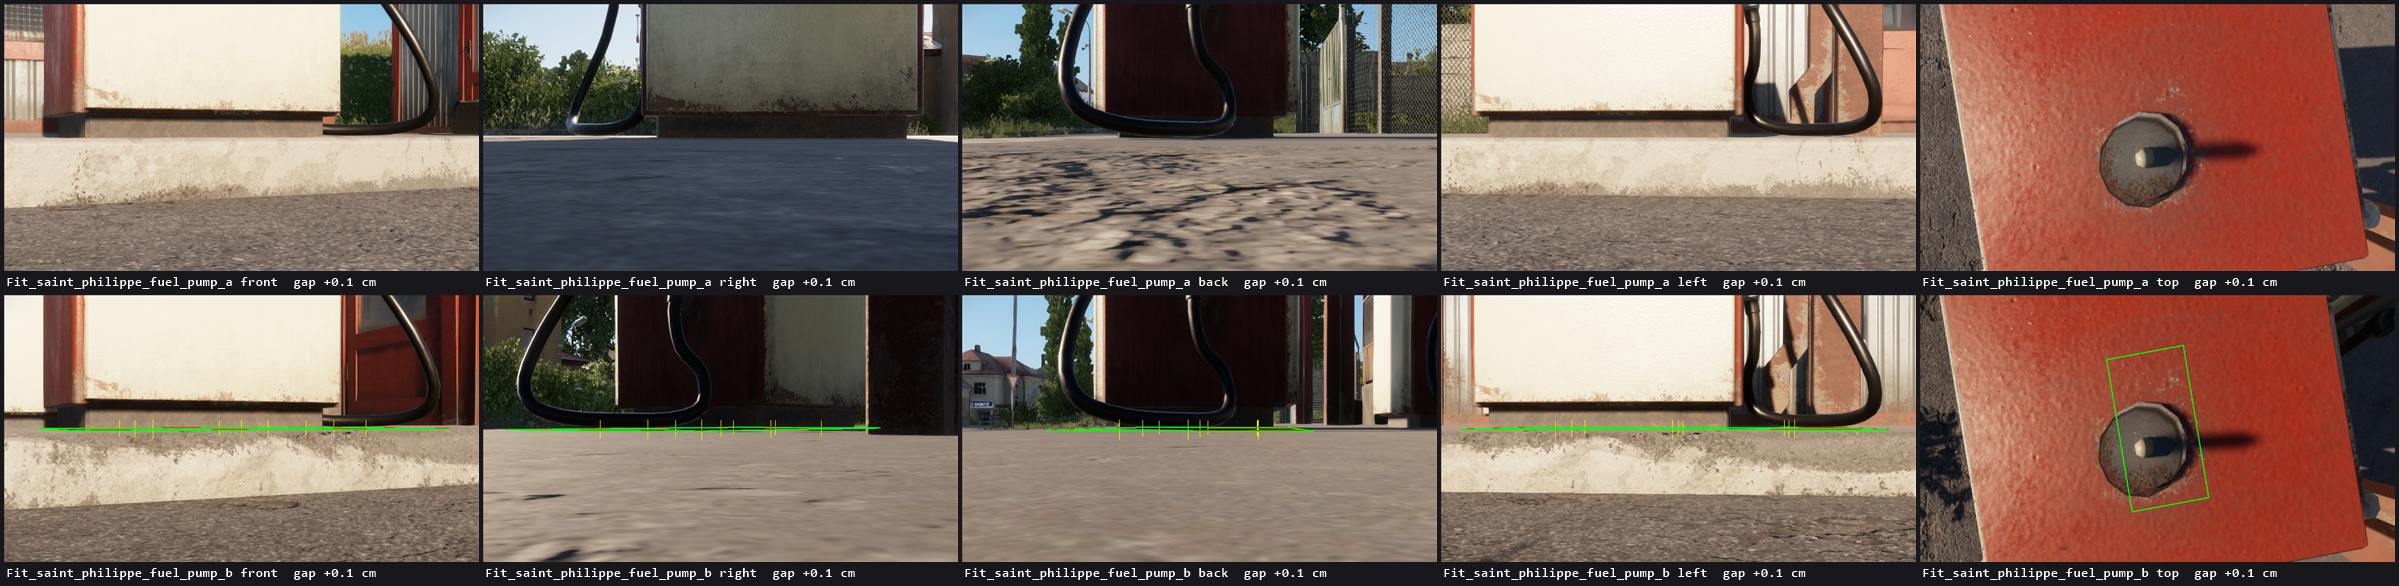 Fit_saint_philippe_fuel_pump_a front  gap +0.1 cm
Fit_saint_philippe_fuel_pump_a right  gap +0.1 cm
Fit_saint_philippe_fuel_pump_a back  gap +0.1 cm
Fit_saint_philippe_fuel_pump_a left  gap +0.1 cm
Fit_saint_philippe_fuel_pump_a top  gap +0.1 cm
Fit_saint_philippe_fuel_pump_b front  gap +0.1 cm
Fit_saint_philippe_fuel_pump_b right  gap +0.1 cm
Fit_saint_philippe_fuel_pump_b back  gap +0.1 cm
Fit_saint_philippe_fuel_pump_b left  gap +0.1 cm
Fit_saint_philippe_fuel_pump_b top  gap +0.1 cm